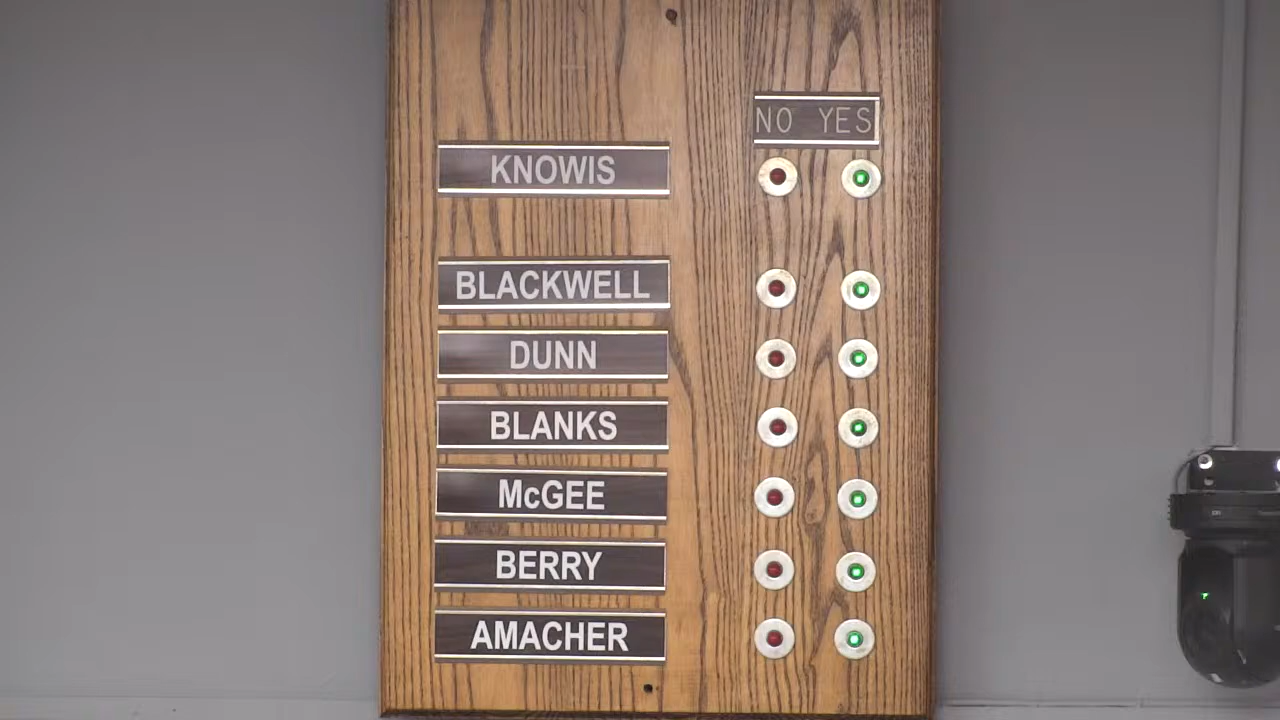 NO YES
KNOWIS
BLACKWELL
DUNN
BLANKS
McGEE
BERRY
AMACHER